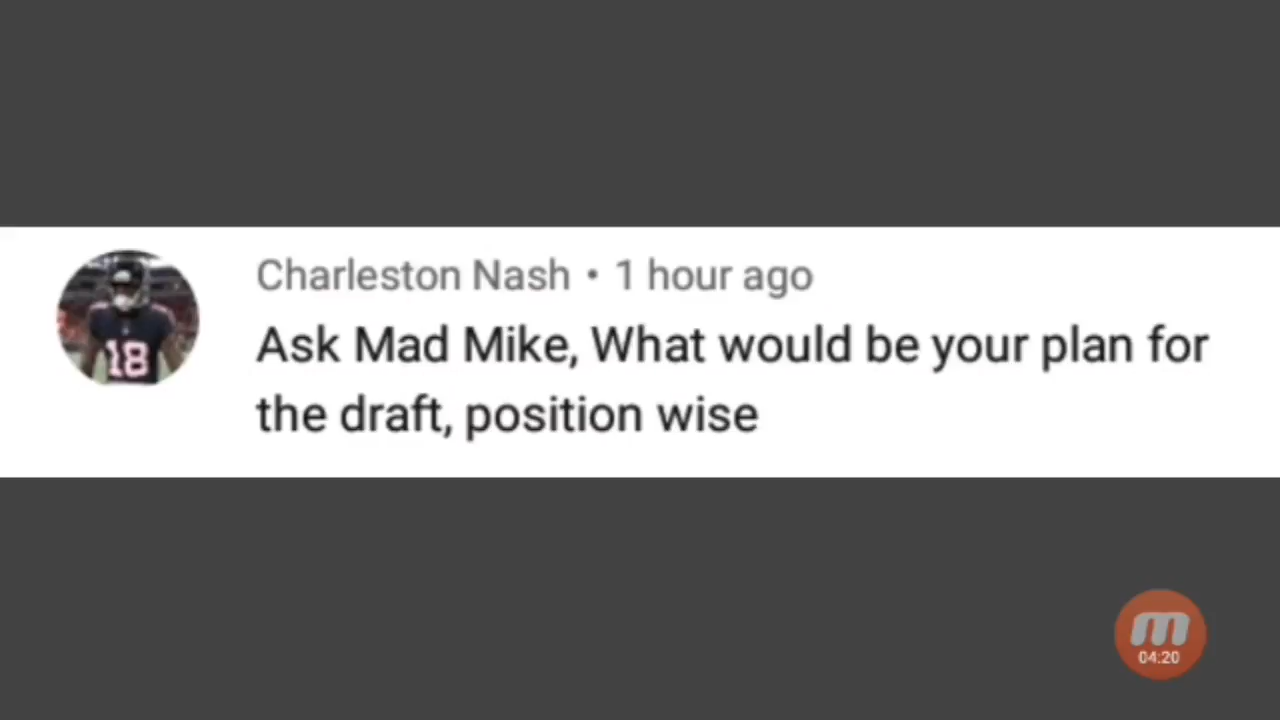 Charleston Nash • 1 hour ago
Ask Mad Mike, What would be your plan for
the draft, position wise
18
m
04:20